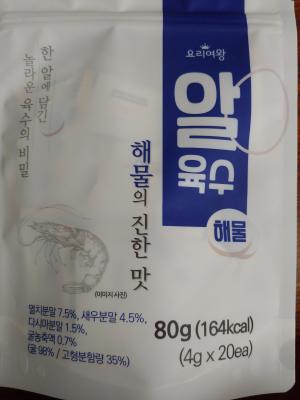 요리여왕
알
육수
해물
한 알에 담긴
놀라운 육수의 비밀
해물의 진한 맛
(이미지 사진)
멸치분말 7.5%, 새우분말 4.5%,
다시마분말 1.5%,
굴농축액 0.7%
(굴 98% / 고형분함량 35%)
80g (164kcal)
(4g x 20ea)